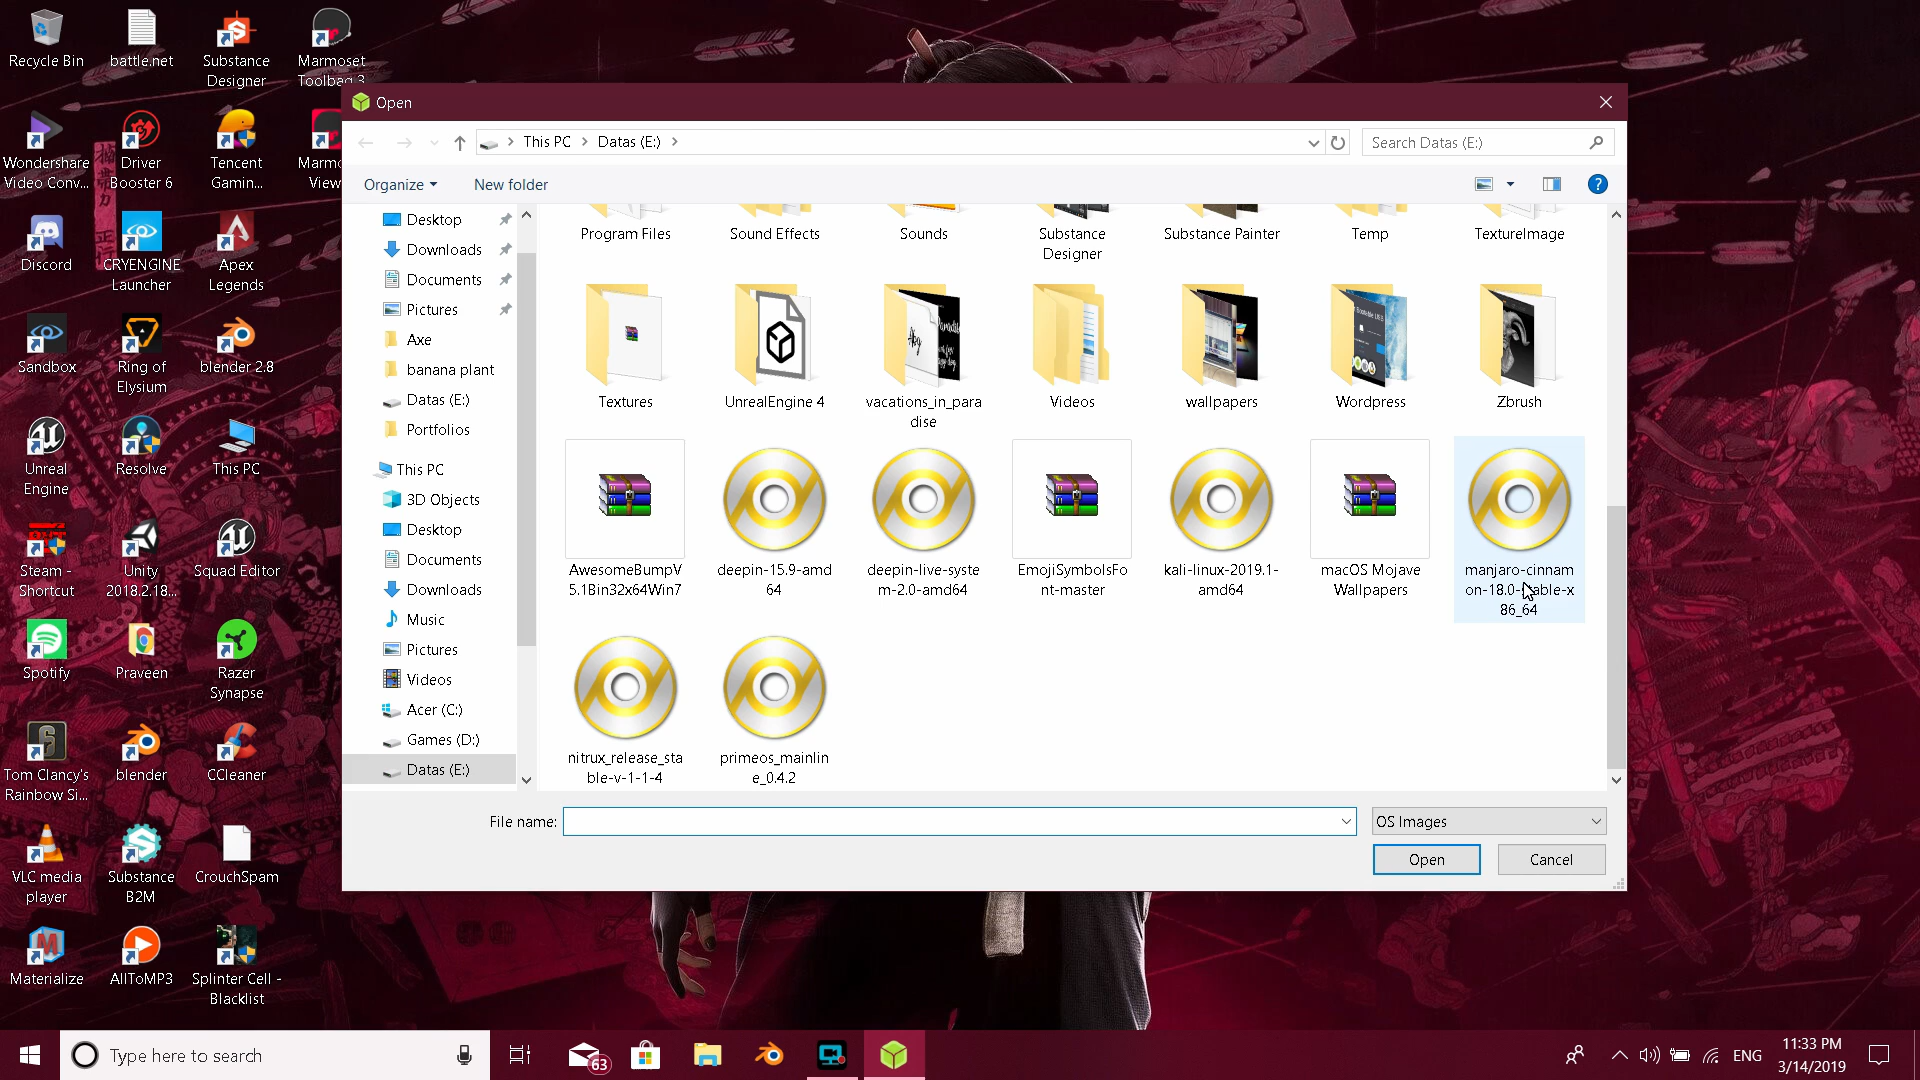 Recycle Bin
battle.net
Substance
Designer
Marmoset
Toolbag 3
Wondershare
Video Conv...
Driver
Booster 6
Tencent
Gamin...
Discord
CRYENGINE
Launcher
Apex
Legends
Sandbox
Ring of
Elysium
blender 2.8
Unreal
Engine
Resolve
This PC
Steam -
Shortcut
Unity
2018.2.18...
Squad Editor
Spotify
Praveen
Razer
Synapse
Tom Clancy's
Rainbow Si...
blender
CCleaner
VLC media
player
Substance
B2M
CrouchSpam
Materialize
AllToMP3
Splinter Cell -
Blacklist
Open
This PC
Datas (E:)
Search Datas (E:)
Organize
New folder
Desktop
Downloads
Documents
Pictures
Axe
banana plant
Datas (E:)
Portfolios
This PC
3D Objects
Desktop
Documents
Downloads
Music
Pictures
Videos
Acer (C:)
Games (D:)
Datas (E:)
Program Files
Sound Effects
Sounds
Substance
Designer
Substance Painter
Temp
TextureImage
Textures
UnrealEngine 4
vacations_in_para
dise
Videos
wallpapers
Wordpress
Zbrush
AwesomeBumpV
5.1Bin32x64Win7
deepin-15.9-amd
64
deepin-live-syste
m-2.0-amd64
EmojiSymbolsFo
nt-master
kali-linux-2019.1-
amd64
macOS Mojave
Wallpapers
manjaro-cinnam
on-18.0-stable-x
86_64
nitrux_release_sta
ble-v-1-1-4
primeos_mainlin
e_0.4.2
File name:
OS Images
Open
Cancel
Type here to search
63
ENG
11:33 PM
3/14/2019